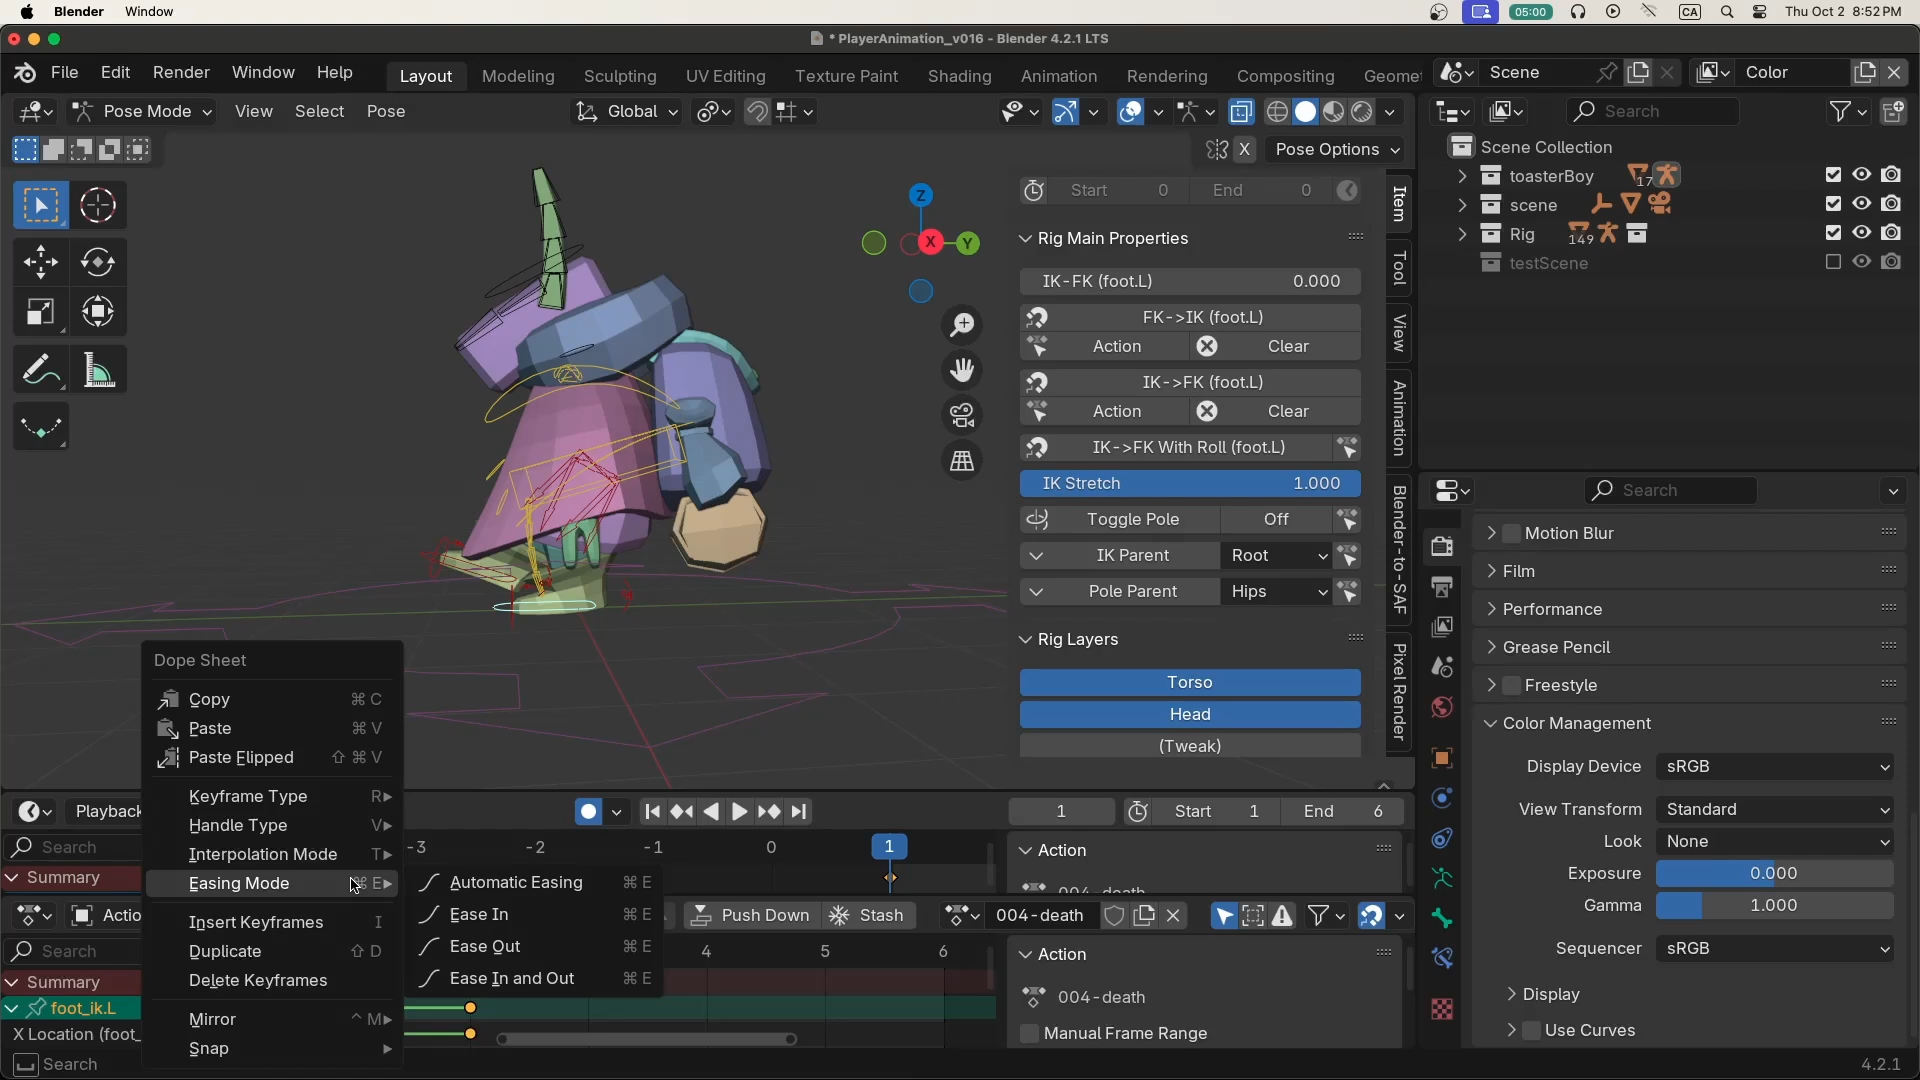 Blender Window 05:00 CA Thu Oct 2 8:52 PM
* PlayerAnimation_v016 - Blender 4.2.1 LTS
File Edit Render Window Help Layout Modeling Sculpting UV Editing Texture Paint Shading Animation Rendering Compositing Geomet Scene Color
Pose Mode View Select Pose Global Search
X Pose Options
Scene Collection
toasterBoy 17
scene
Rig 149
testScene
Z
X
Y
Start 0 End 0
Rig Main Properties
IK-FK (foot.L) 0.000
FK->IK (foot.L)
Action Clear
IK->FK (foot.L)
Action Clear
IK->FK With Roll (foot.L)
IK Stretch 1.000
Toggle Pole Off
IK Parent Root
Pole Parent Hips
Rig Layers
Torso
Head
(Tweak)
Item
Tool
View
Animation
Blender-to-SAF
Pixel Render
Search
Motion Blur
Film
Performance
Grease Pencil
Freestyle
Color Management
Display Device sRGB
View Transform Standard
Look None
Exposure 0.000
Gamma 1.000
Sequencer sRGB
Display
Use Curves
Dope Sheet
Copy ⌘ C
Paste ⌘ V
Paste Flipped ⇧ ⌘ V
Keyframe Type R
Handle Type V
Interpolation Mode T
Easing Mode ⌘ E
Insert Keyframes I
Duplicate ⇧ D
Delete Keyframes
Mirror ^ M
Snap
Automatic Easing ⌘ E
Ease In ⌘ E
Ease Out ⌘ E
Ease In and Out ⌘ E
Playback 1 Start 1 End 6
Search -3 -2 -1 0 1
Summary
Action
004-death
Actio Push Down Stash 004-death
Search 4 5 6
Summary
foot_ik.L
X Location (foot_
Action
004-death
Manual Frame Range
Search 4.2.1